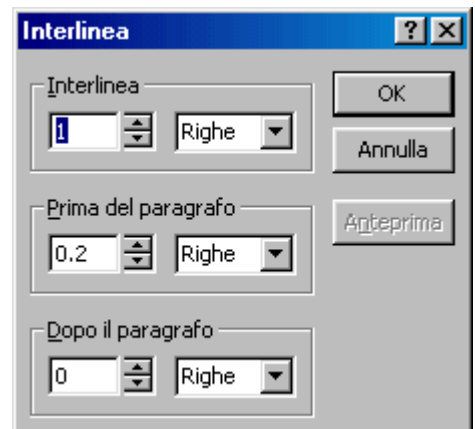 Interlinea
Interlinea
1 Righe
OK
Annulla
Prima del paragrafo
0.2 Righe
Anteprima
Dopo il paragrafo
0 Righe